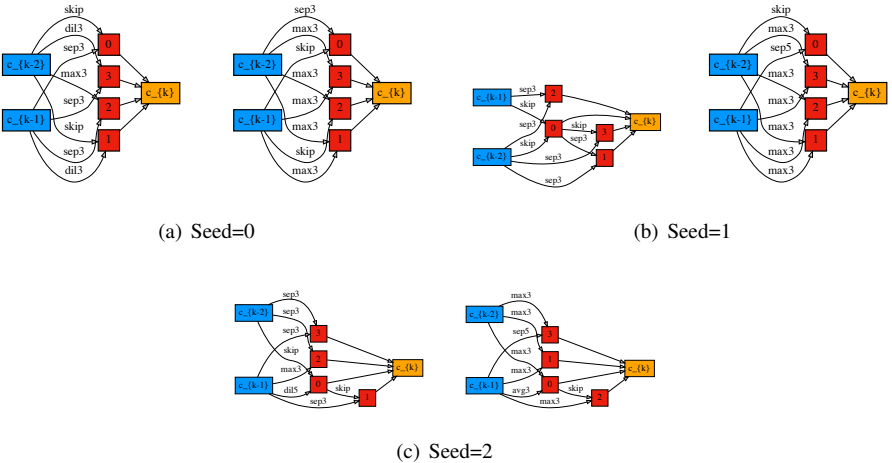 skip
dil3
sep3
c_{k-2}
0
max3
3
c_{k}
sep3
2
c_{k-1}
skip
1
sep3
dil3
sep3
max3
skip
c_{k-2}
0
max3
3
c_{k}
max3
2
c_{k-1}
max3
1
skip
max3
(a) Seed=0
c_{k-1}
sep3
2
skip
sep3
0
skip
3
c_{k}
sep3
skip
c_{k-2}
sep3
1
sep3
skip
max3
sep5
c_{k-2}
0
max3
3
c_{k}
max3
2
c_{k-1}
max3
1
max3
max3
(b) Seed=1
sep3
c_{k-2}
sep3
sep3
3
skip
2
c_{k}
max3
c_{k-1}
0
dil5
skip
1
sep3
max3
c_{k-2}
max3
sep5
3
max3
1
c_{k}
max3
c_{k-1}
0
avg3
skip
2
max3
(c) Seed=2